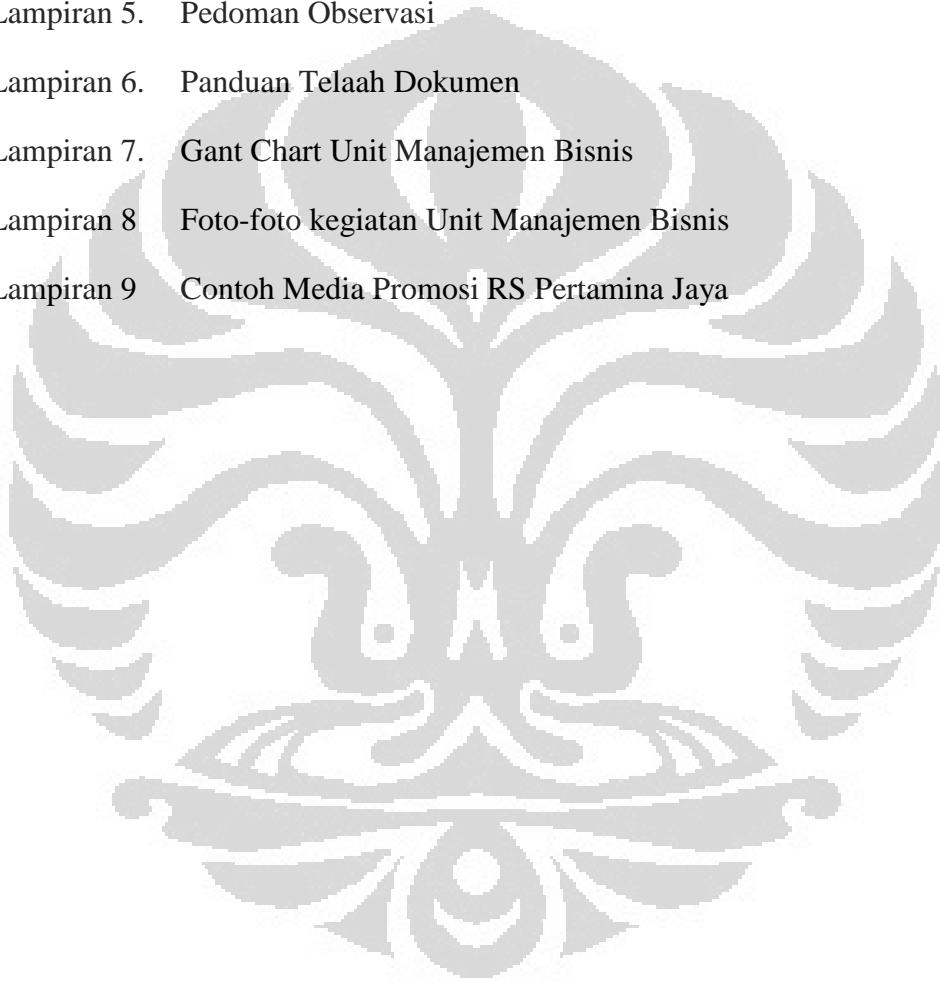 Lampiran 5. Pedoman Observasi
Lampiran 6. Panduan Telaah Dokumen
Lampiran 7. Gant Chart Unit Manajemen Bisnis
Lampiran 8 Foto-foto kegiatan Unit Manajemen Bisnis
Lampiran 9 Contoh Media Promosi RS Pertamina Jaya